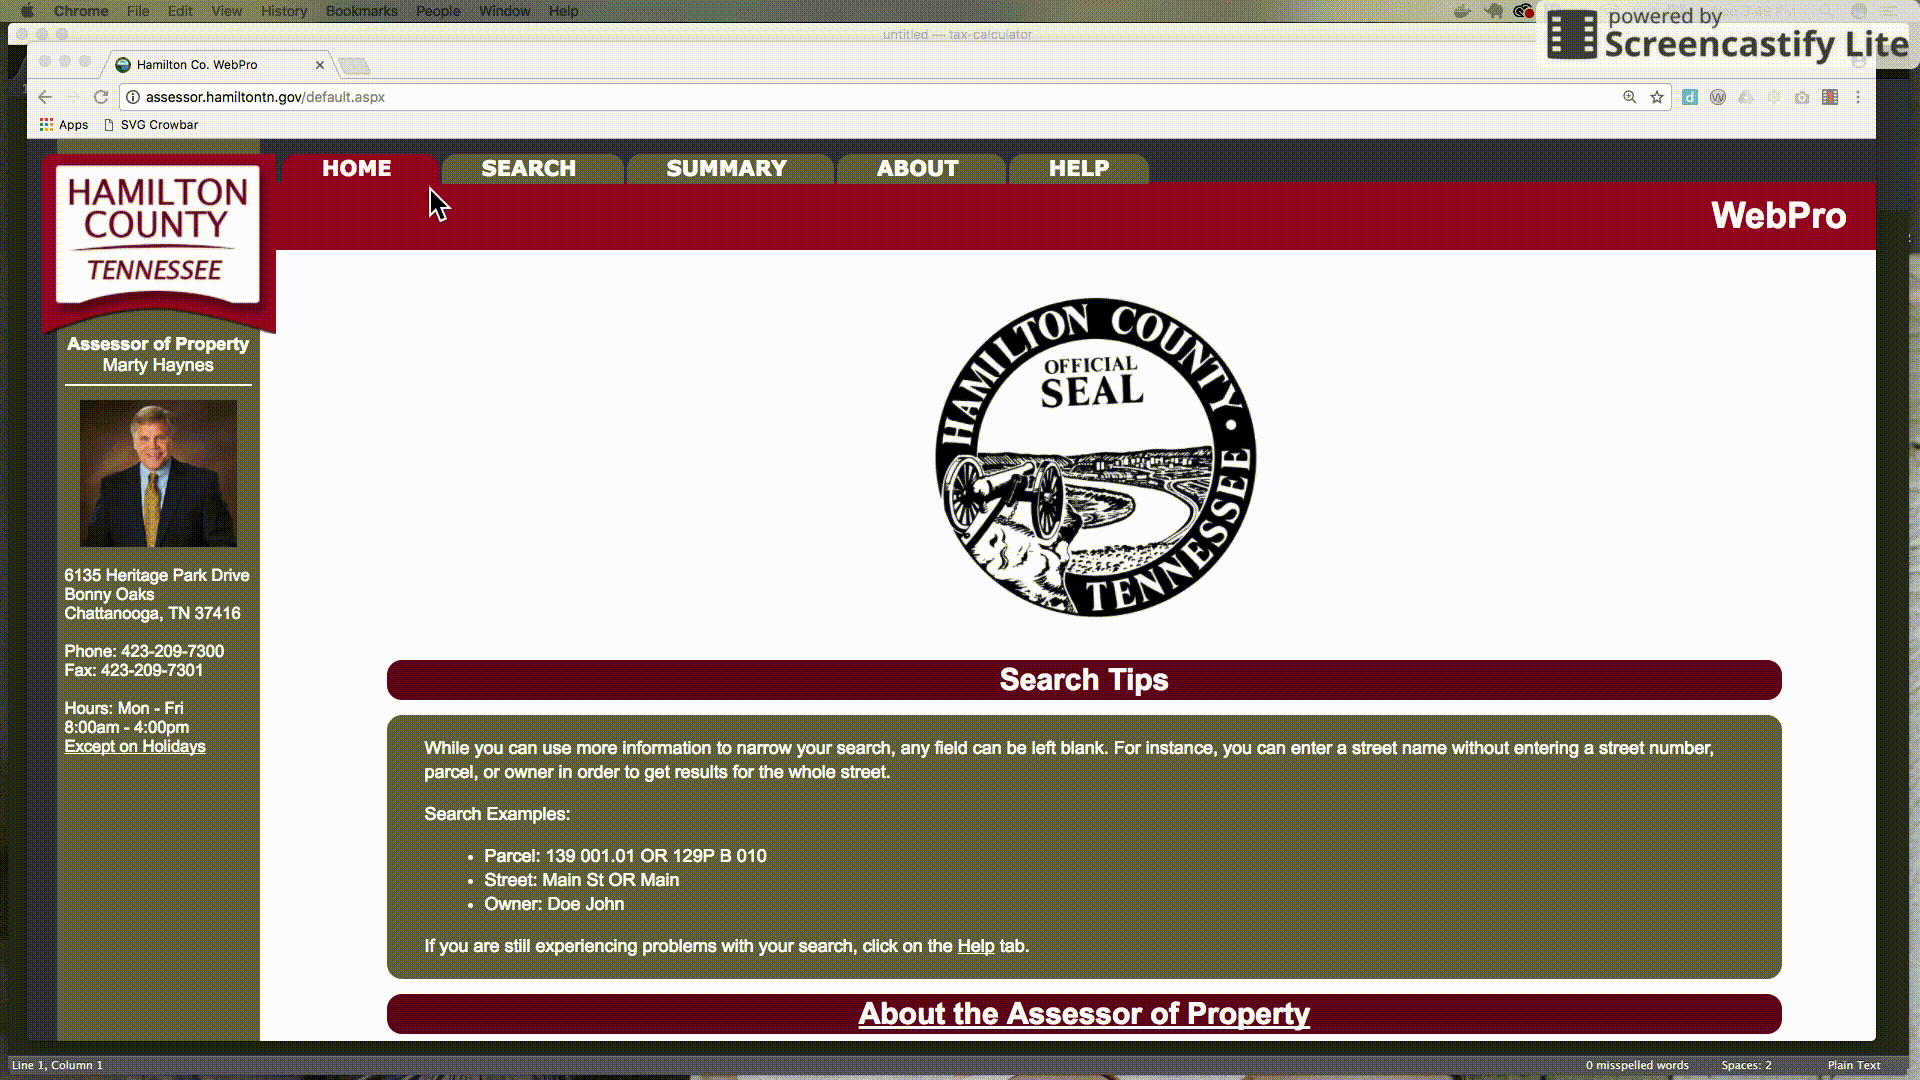 Chrome File Edit View History Bookmarks People Window Help
powered by
Screencastify Lite
untitled — tax-calculator
Hamilton Co. WebPro
assessor.hamiltontn.gov/default.aspx
Apps SVG Crowbar
HOME SEARCH SUMMARY ABOUT HELP
WebPro
HAMILTON
COUNTY
TENNESSEE
Assessor of Property
Marty Haynes
6135 Heritage Park Drive
Bonny Oaks
Chattanooga, TN 37416
Phone: 423-209-7300
Fax: 423-209-7301
Hours: Mon - Fri
8:00am - 4:00pm
Except on Holidays
HAMILTON COUNTY • TENNESSEE
OFFICIAL
SEAL
Search Tips
While you can use more information to narrow your search, any field can be left blank. For instance, you can enter a street name without entering a street number,
parcel, or owner in order to get results for the whole street.
Search Examples:
• Parcel: 139 001.01 OR 129P B 010
• Street: Main St OR Main
• Owner: Doe John
If you are still experiencing problems with your search, click on the Help tab.
About the Assessor of Property
Line 1, Column 1
0 misspelled words Spaces: 2 Plain Text